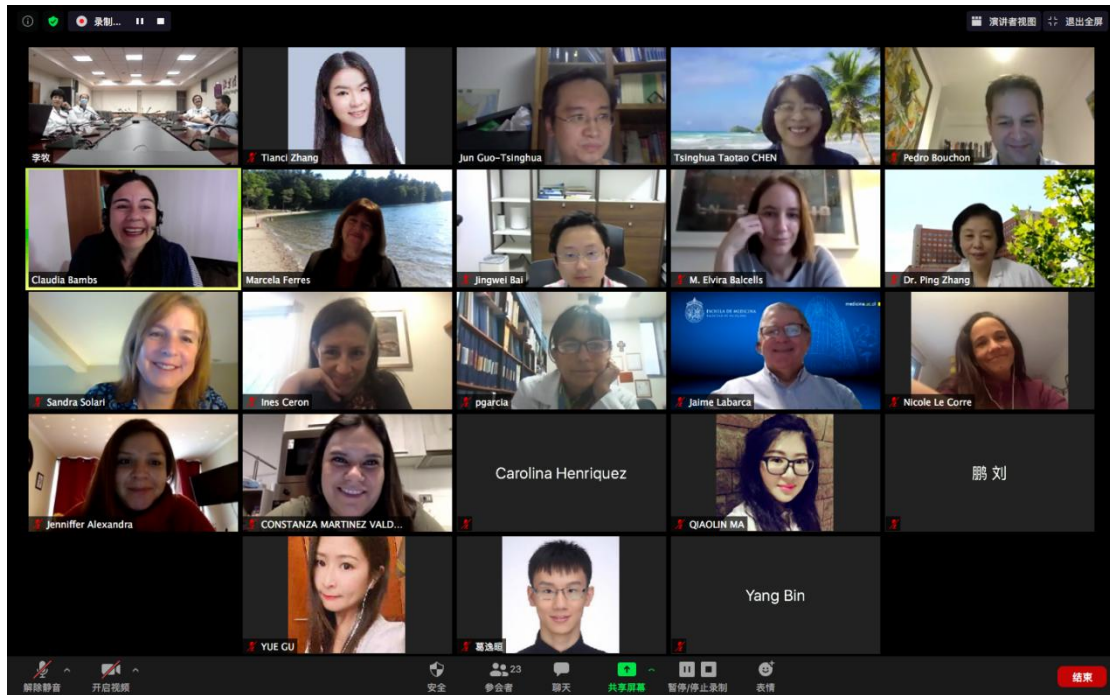 录制...
演讲者视图
退出全屏
李牧
Tianci Zhang
Jun Guo-Tsinghua
Tsinghua Taotao CHEN
Pedro Bouchon
Claudia Bambs
Marcela Ferres
Jingwei Bai
M. Elvira Balcells
Dr. Ping Zhang
Sandra Solari
Ines Ceron
pgarcia
ESCUELA DE MEDICINA
Jaime Labarca
Nicole Le Corre
Jenniffer Alexandra
CONSTANZA MARTINEZ VALD...
Carolina Henriquez
QIAOLIN MA
鹏 刘
YUE GU
葛逸晅
Yang Bin
解除静音
开启视频
安全
23
参会者
聊天
共享屏幕
暂停/停止录制
表情
结束